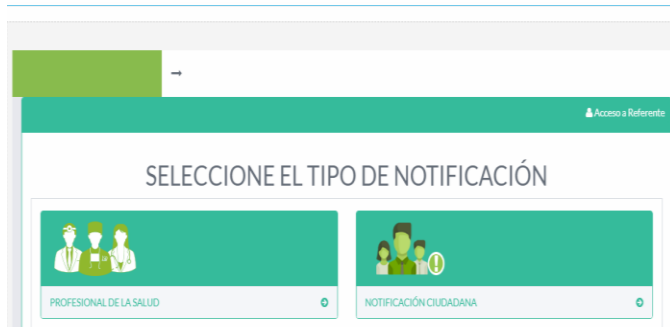 Acceso a Referente
SELECCIONE EL TIPO DE NOTIFICACIÓN
PROFESIONAL DE LA SALUD
NOTIFICACIÓN CIUDADANA